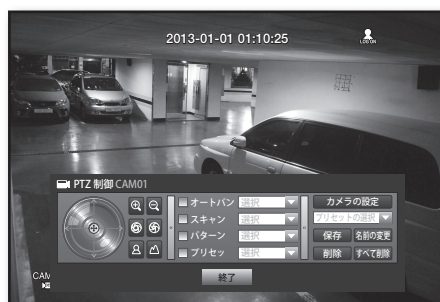 2013-01-01 01:10:25
LOG ON
PTZ 制御 CAM01
オートパン 選択
スキャン 選択
パターン 選択
プリセッ 選択
カメラの設定
プリセットの選択
保存 名前の変更
削除 すべて削除
CAM
終了